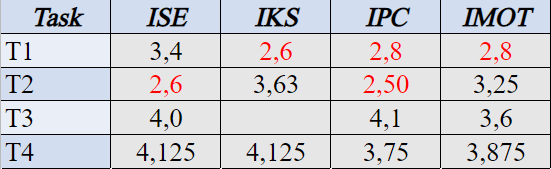 Task ISE IKS IPC IMOT
T1 3,4 2,6 2,8 2,8
T2 2,6 3,63 2,50 3,25
T3 4,0 4,1 3,6
T4 4,125 4,125 3,75 3,875